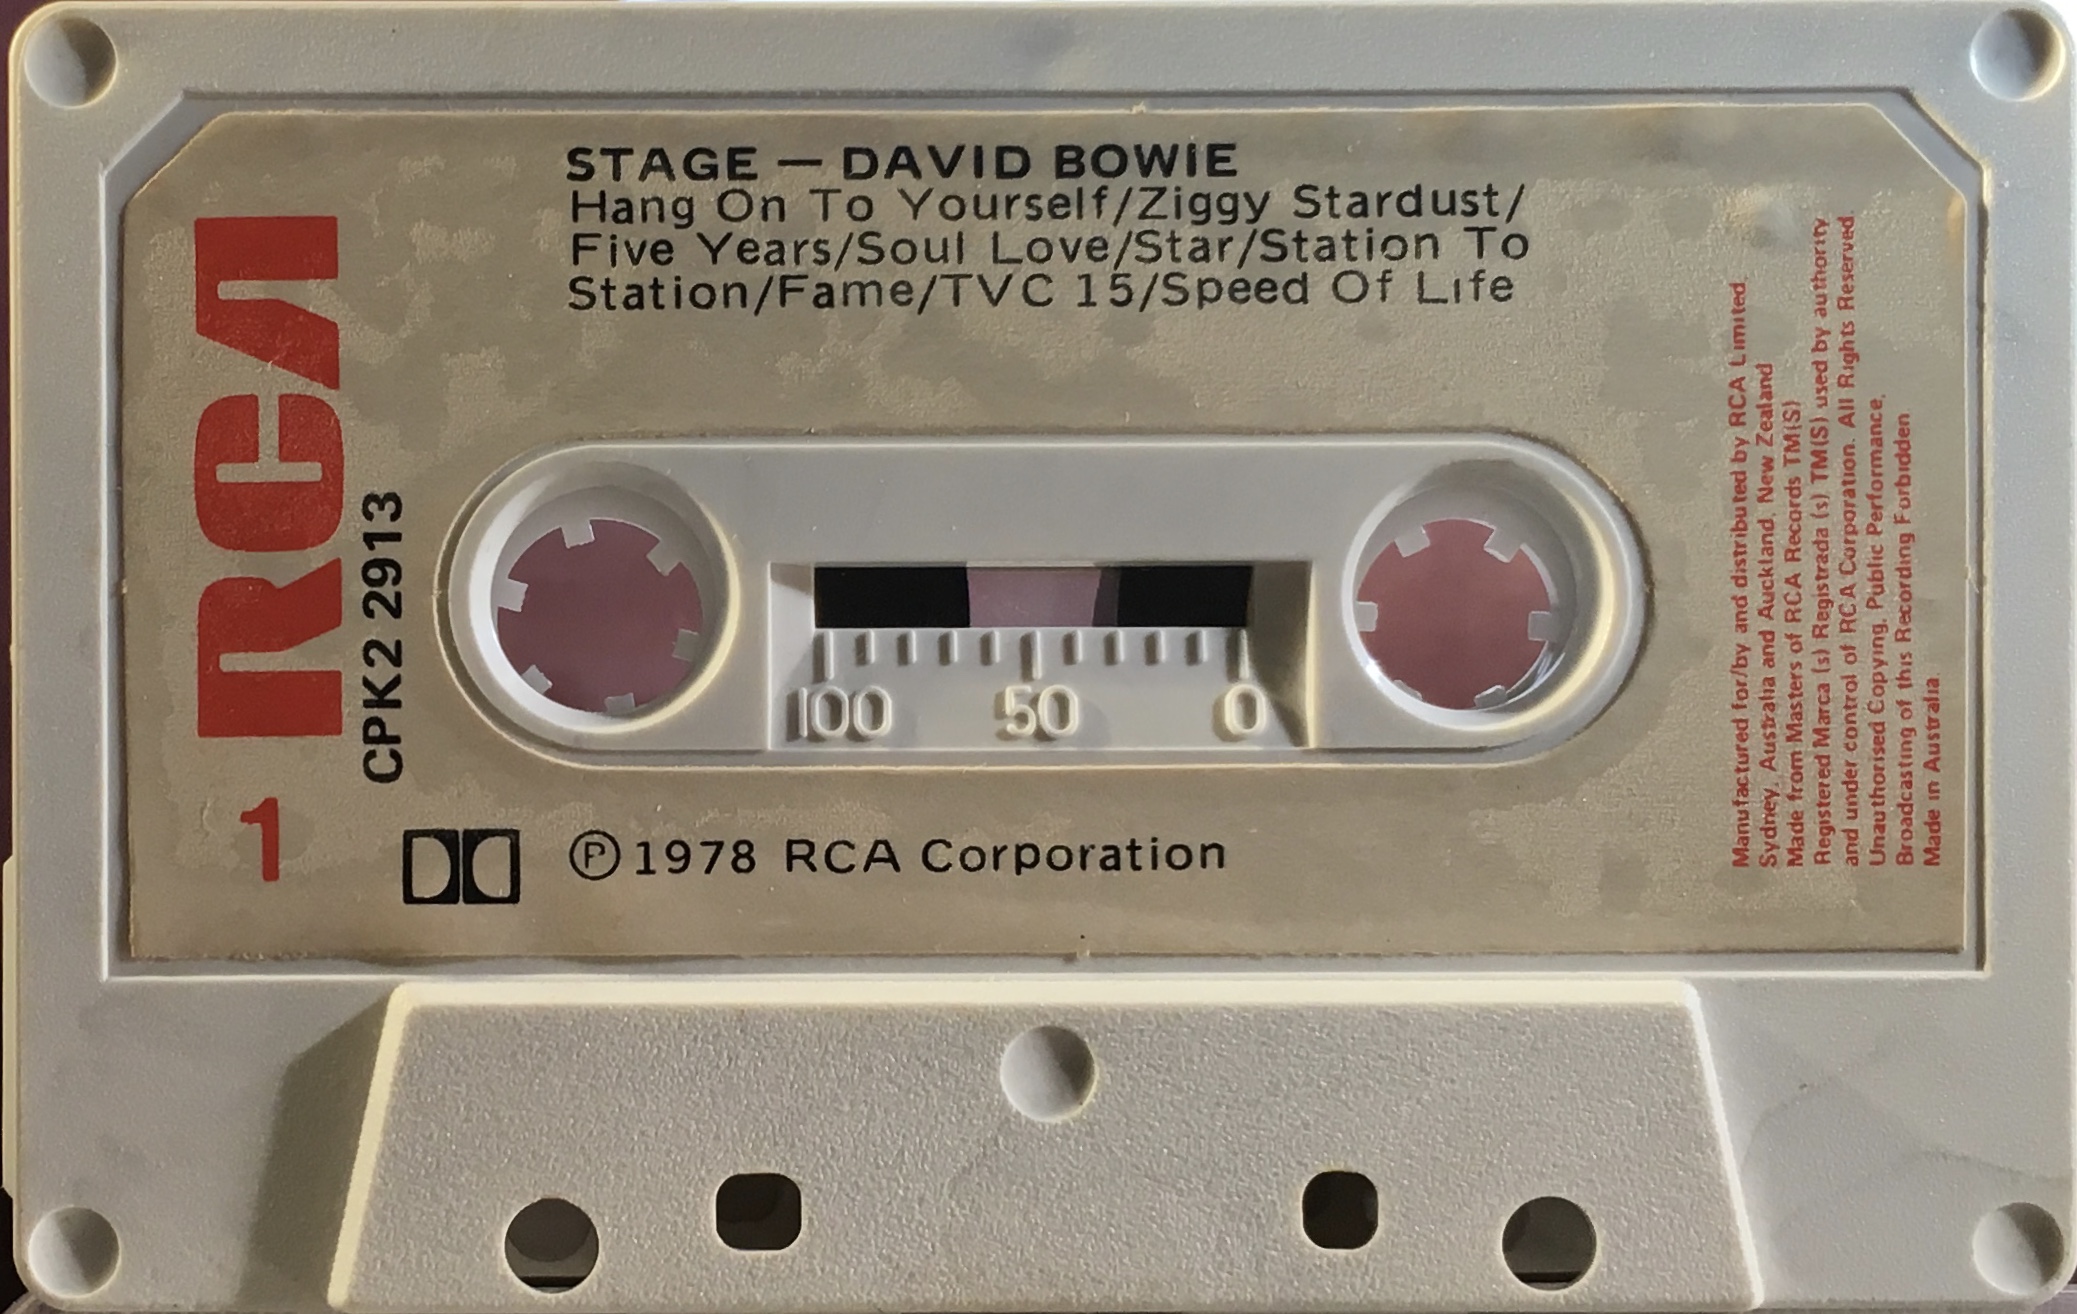 STAGE — DAVID BOWIE
Hang On To Yourself/Ziggy Stardust/
Five Years/Soul Love/Star/Station To
Station/Fame/TVC 15/Speed Of Life
RCA
CPK2 2913
1
100 50 0
Ⓟ 1978 RCA Corporation
Manufactured for/by and distributed by RCA Limited,
Sydney, Australia and Auckland, New Zealand
Made from Masters of RCA Records TM(S)
Registered Marca (s) Registrada (s) TM(S) used by authority
and under control of RCA Corporation. All Rights Reserved.
Unauthorised Copying, Public Performance,
Broadcasting of this Recording Forbidden
Made in Australia